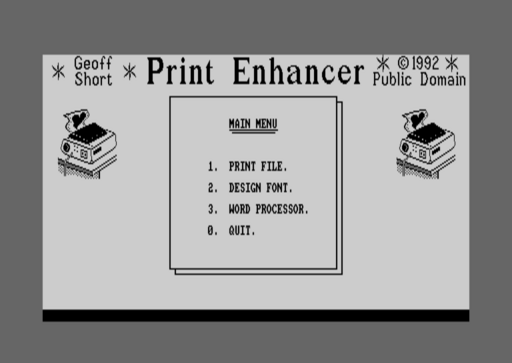 Geoff Short
Print Enhancer
©1992
Public Domain
MAIN MENU
1. PRINT FILE.
2. DESIGN FONT.
3. WORD PROCESSOR.
0. QUIT.